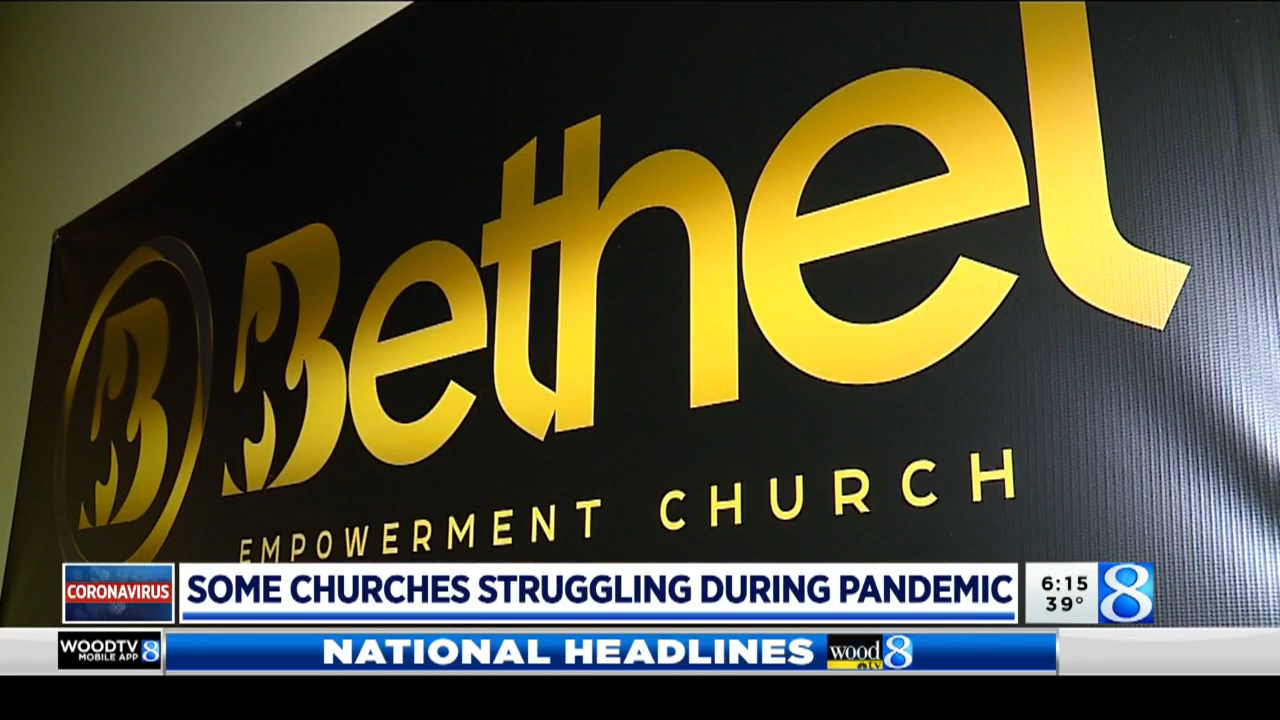 B Bethel
EMPOWERMENT CHURCH
CORONAVIRUS
SOME CHURCHES STRUGGLING DURING PANDEMIC
6:15
39°
8
WOODTV
MOBILE APP 8
NATIONAL HEADLINES wood tv 8